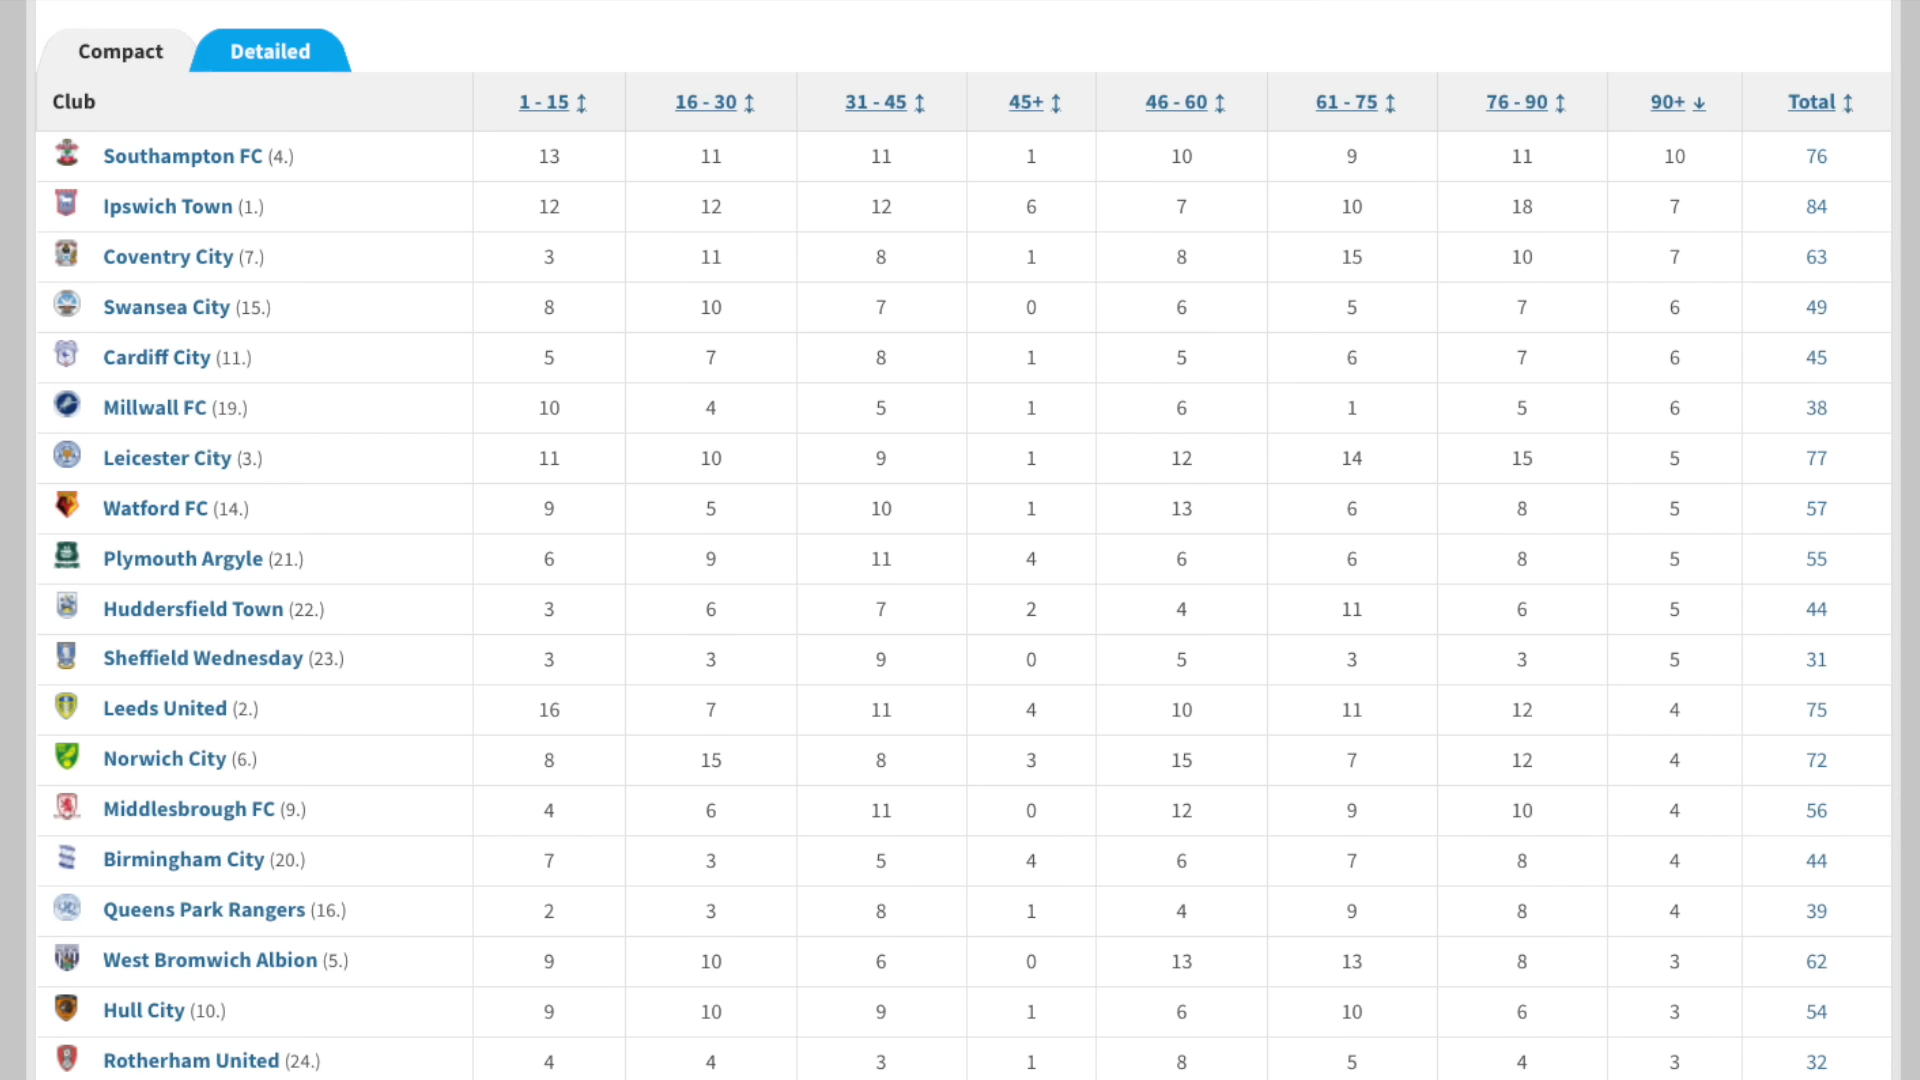 Compact Detailed
Club 1 - 15 ↕ 16 - 30 ↕ 31 - 45 ↕ 45+ ↕ 46 - 60 ↕ 61 - 75 ↕ 76 - 90 ↕ 90+ ↓ Total ↕
Southampton FC (4.) 13 11 11 1 10 9 11 10 76
Ipswich Town (1.) 12 12 12 6 7 10 18 7 84
Coventry City (7.) 3 11 8 1 8 15 10 7 63
Swansea City (15.) 8 10 7 0 6 5 7 6 49
Cardiff City (11.) 5 7 8 1 5 6 7 6 45
Millwall FC (19.) 10 4 5 1 6 1 5 6 38
Leicester City (3.) 11 10 9 1 12 14 15 5 77
Watford FC (14.) 9 5 10 1 13 6 8 5 57
Plymouth Argyle (21.) 6 9 11 4 6 6 8 5 55
Huddersfield Town (22.) 3 6 7 2 4 11 6 5 44
Sheffield Wednesday (23.) 3 3 9 0 5 3 3 5 31
Leeds United (2.) 16 7 11 4 10 11 12 4 75
Norwich City (6.) 8 15 8 3 15 7 12 4 72
Middlesbrough FC (9.) 4 6 11 0 12 9 10 4 56
Birmingham City (20.) 7 3 5 4 6 7 8 4 44
Queens Park Rangers (16.) 2 3 8 1 4 9 8 4 39
West Bromwich Albion (5.) 9 10 6 0 13 13 8 3 62
Hull City (10.) 9 10 9 1 6 10 6 3 54
Rotherham United (24.) 4 4 3 1 8 5 4 3 32